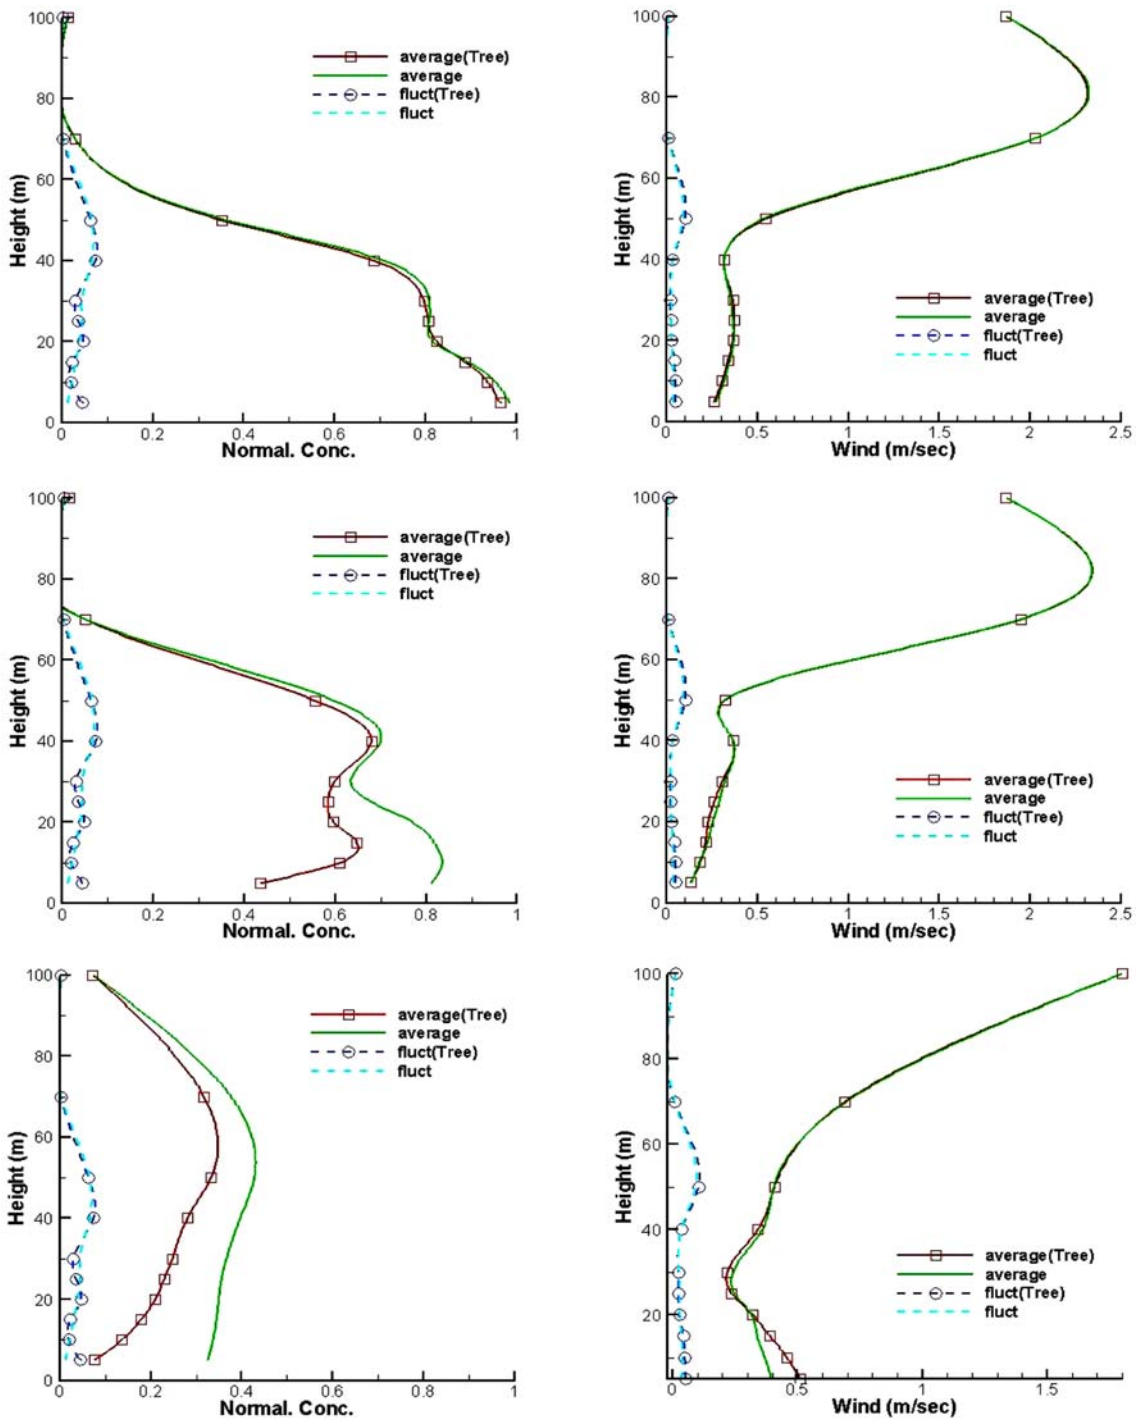 100
80
60
40
20
0
Height (m)
average(Tree)
average
fluct(Tree)
fluct
0 0.2 0.4 0.6 0.8 1
Normal. Conc.
100
80
60
40
20
0
Height (m)
average(Tree)
average
fluct(Tree)
fluct
0 0.5 1 1.5 2 2.5
Wind (m/sec)
100
80
60
40
20
0
Height (m)
average(Tree)
average
fluct(Tree)
fluct
0 0.2 0.4 0.6 0.8 1
Normal. Conc.
100
80
60
40
20
0
Height (m)
average(Tree)
average
fluct(Tree)
fluct
0 0.5 1 1.5 2 2.5
Wind (m/sec)
100
80
60
40
20
0
Height (m)
average(Tree)
average
fluct(Tree)
fluct
0 0.2 0.4 0.6 0.8 1
Normal. Conc.
100
80
60
40
20
Height (m)
average(Tree)
average
fluct(Tree)
fluct
0 0.5 1 1.5
Wind (m/sec)